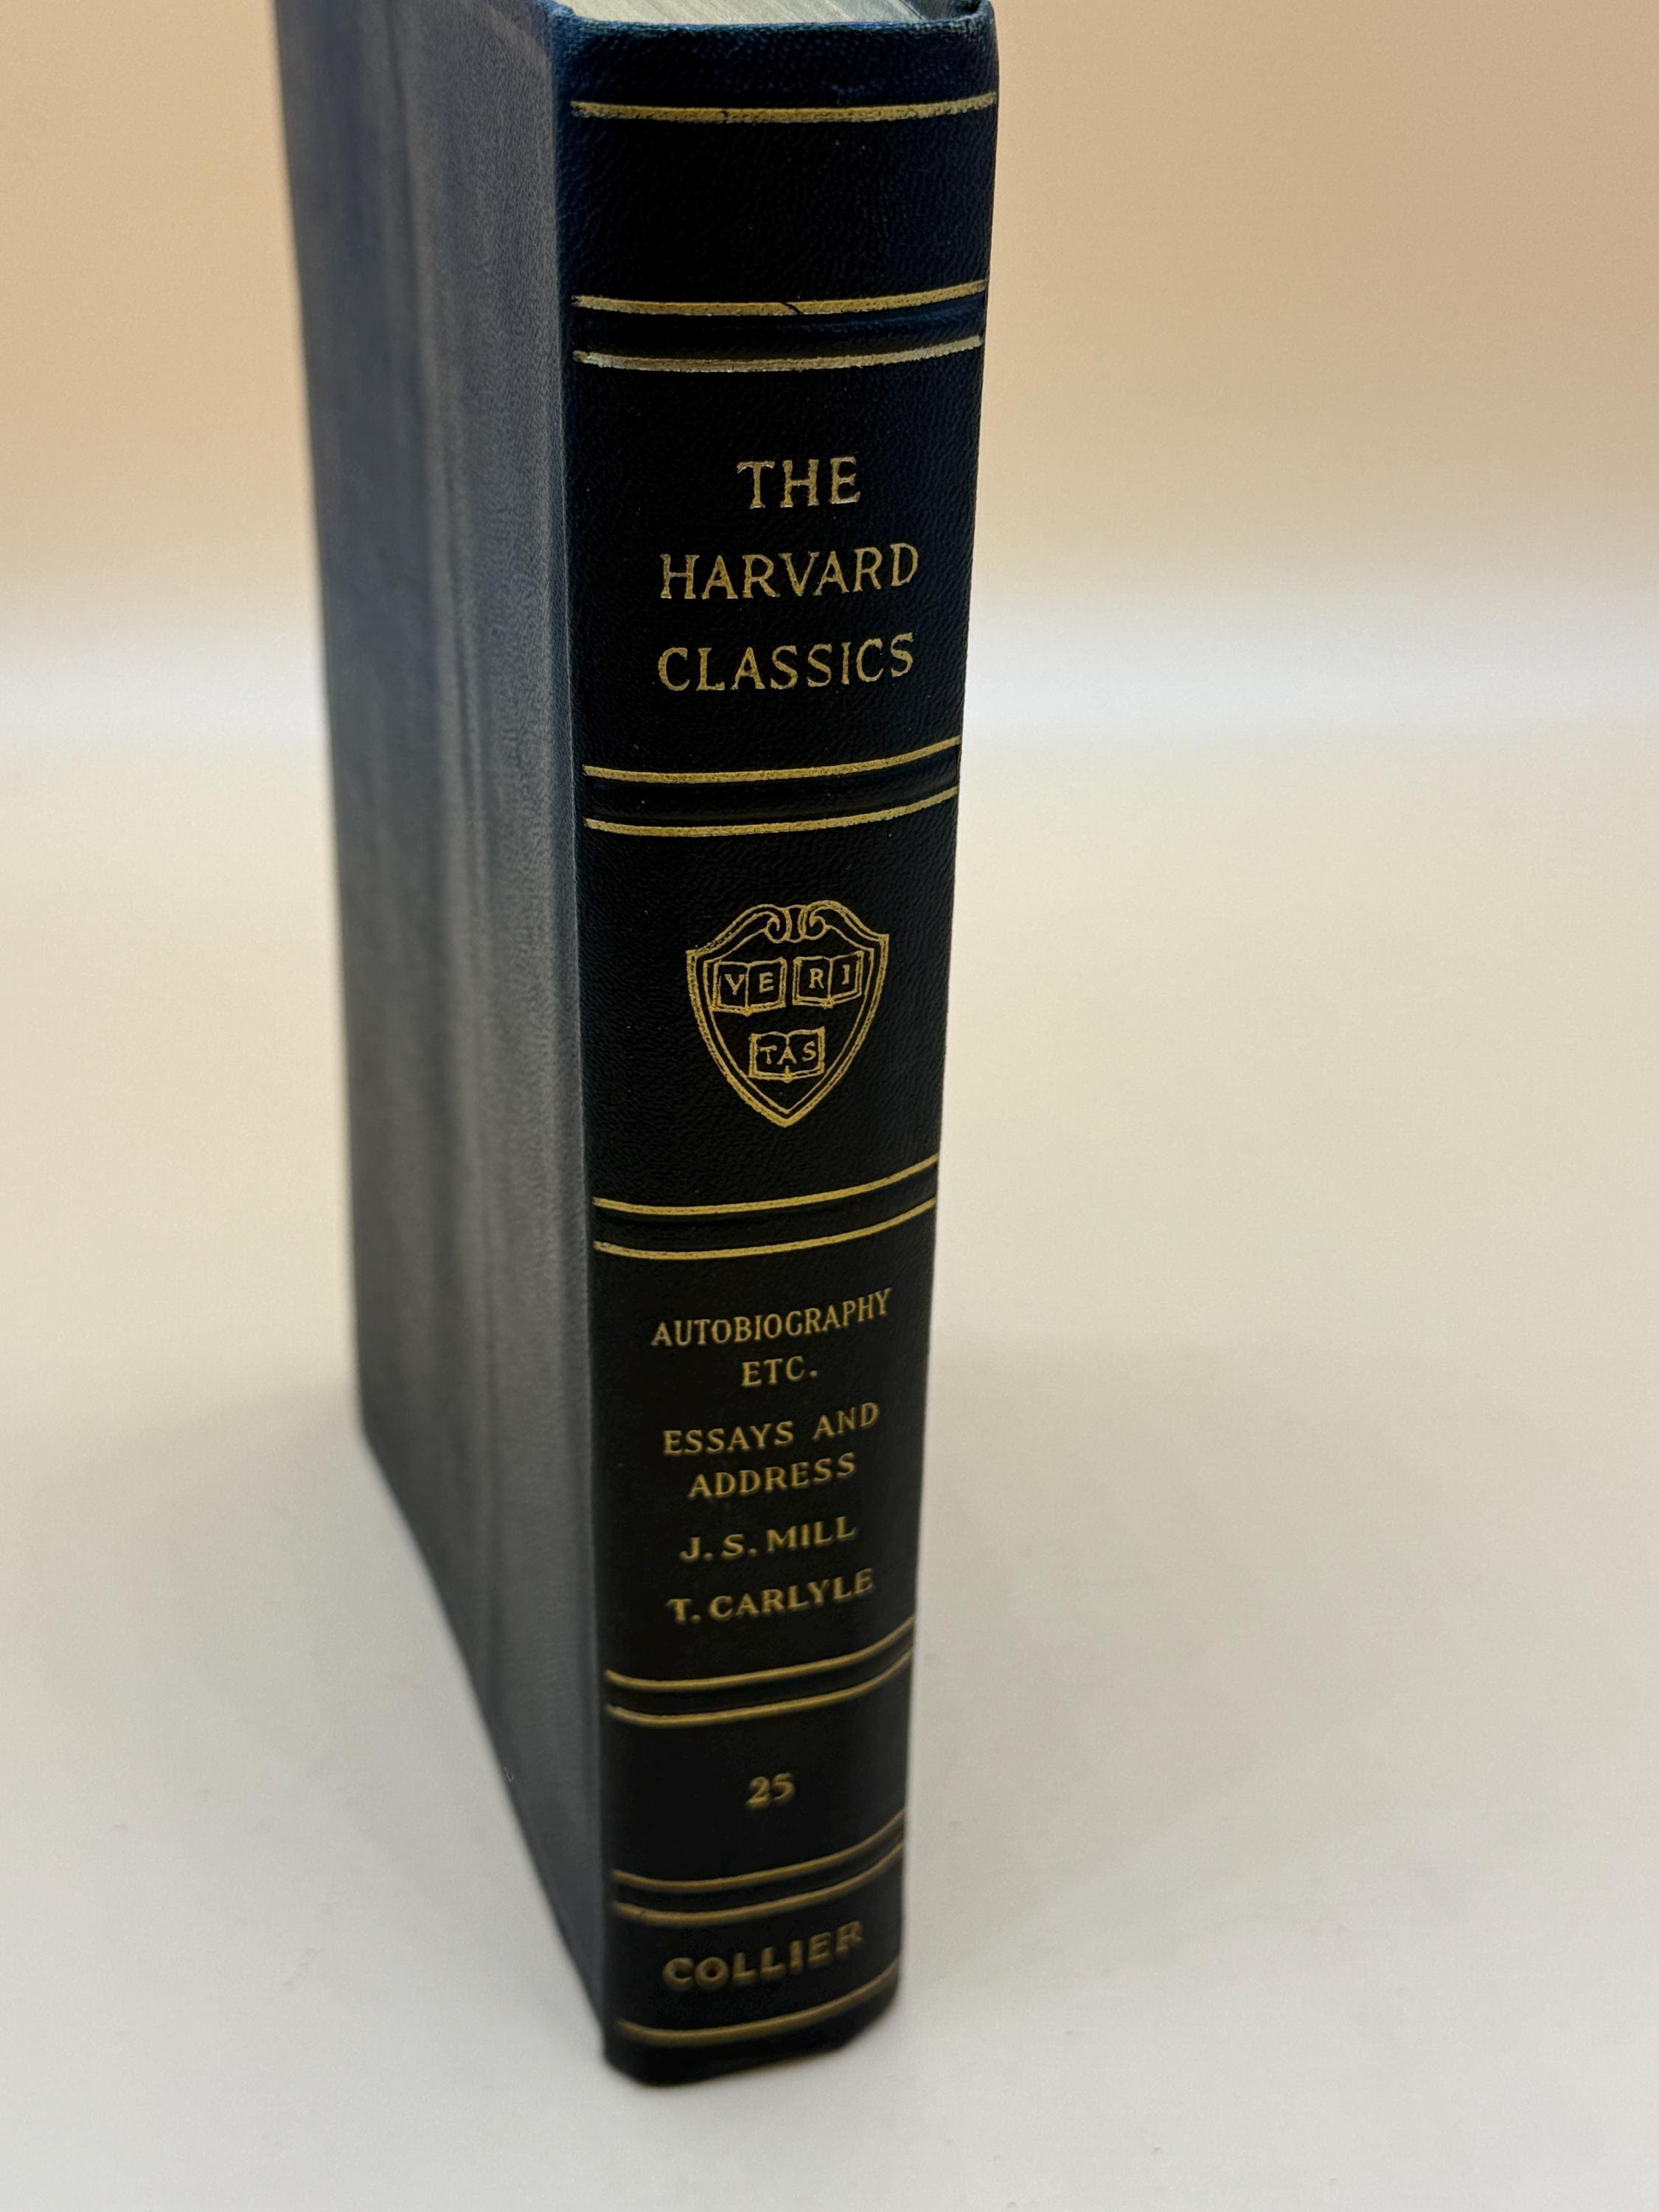 THE
HARVARD
CLASSICS
VE RI
TAS
AUTOBIOGRAPHY
ETC.
ESSAYS AND
ADDRESS
J. S. MILL
T. CARLYLE
25
COLLIER